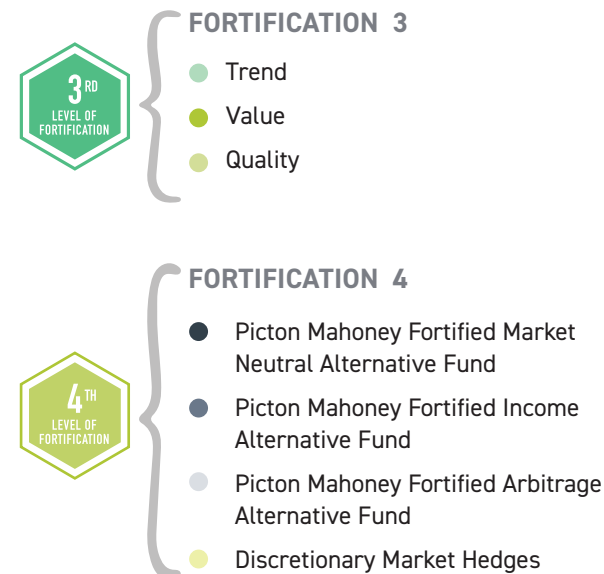 FORTIFICATION 3
3RD
LEVEL OF
FORTIFICATION
Trend
Value
Quality
FORTIFICATION 4
4TH
LEVEL OF
FORTIFICATION
Picton Mahoney Fortified Market
Neutral Alternative Fund
Picton Mahoney Fortified Income
Alternative Fund
Picton Mahoney Fortified Arbitrage
Alternative Fund
Discretionary Market Hedges